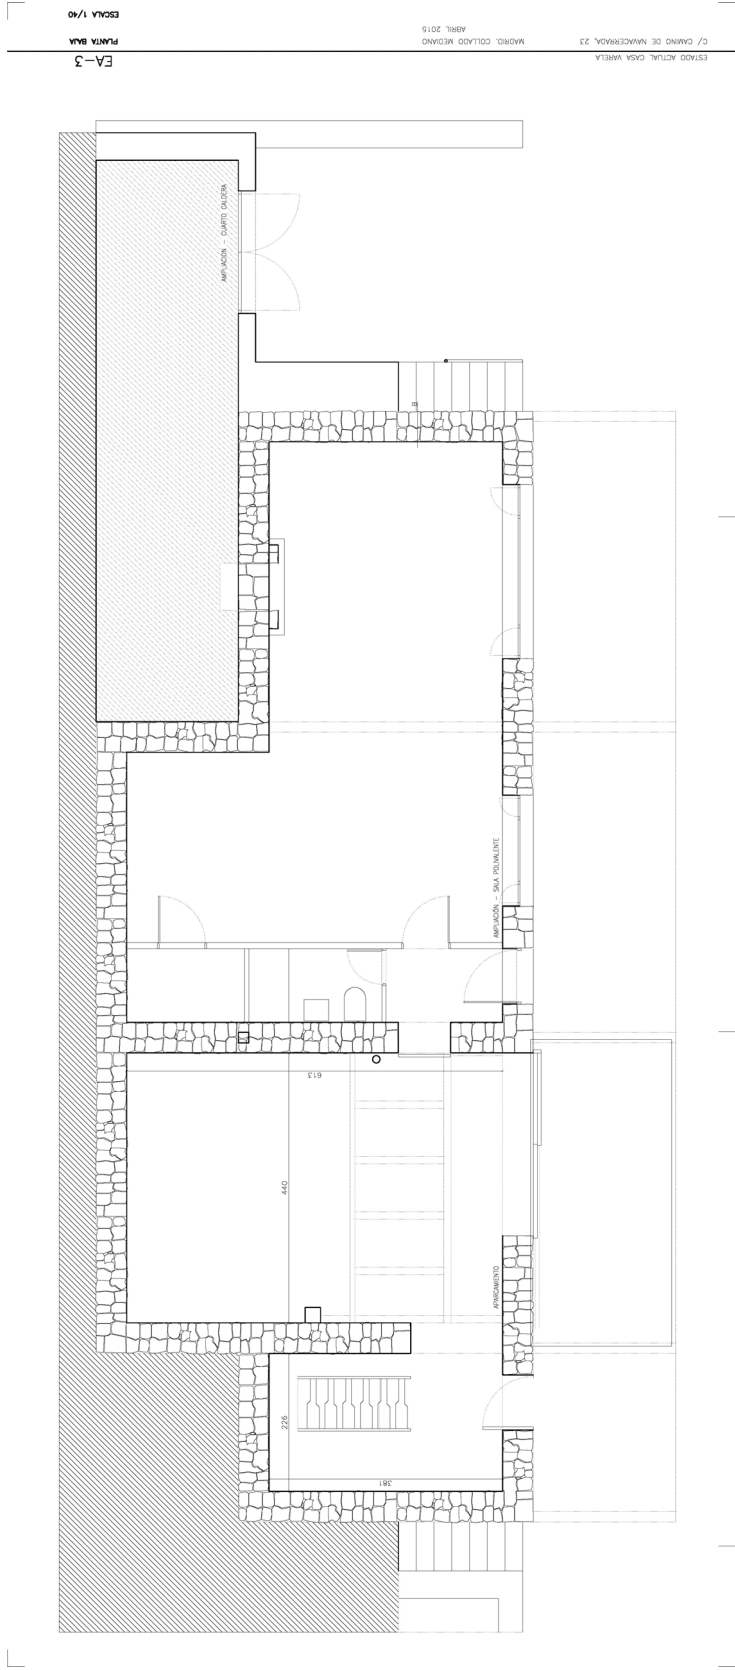 ESTADO ACTUAL CASA VARELA
C/ CAMINO DE NAVACERRADA, 23
MADRID. COLLADO MEDIANO
ABRIL 2015
EA-3
PLANTA BAJA
ESCALA 1/40
AMPLIACIÓN - CUARTO CALDERA
B
AMPLIACIÓN - SALA POLIVALENTE
613
440
APARCAMIENTO
226
381